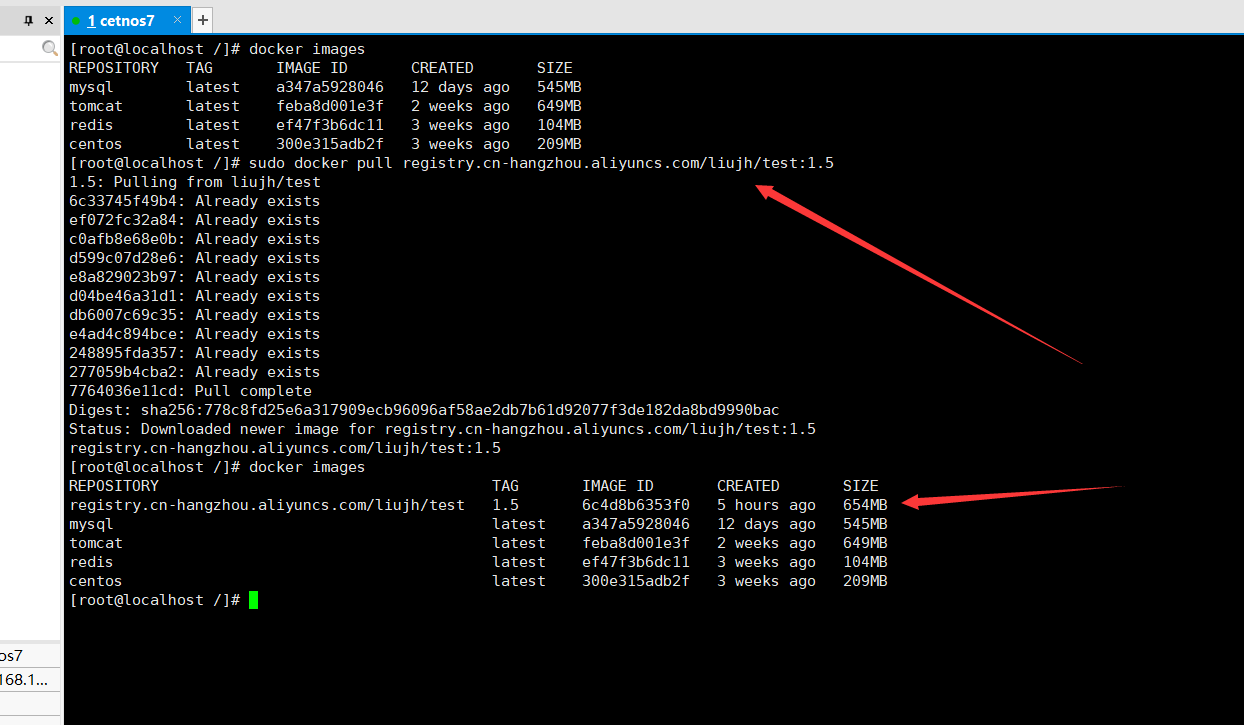 1 cetnos7
[root@localhost /]# docker images
REPOSITORY TAG IMAGE ID CREATED SIZE
mysql latest a347a5928046 12 days ago 545MB
tomcat latest feba8d001e3f 2 weeks ago 649MB
redis latest ef47f3b6dc11 3 weeks ago 104MB
centos latest 300e315adb2f 3 weeks ago 209MB
[root@localhost /]# sudo docker pull registry.cn-hangzhou.aliyuncs.com/liujh/test:1.5
1.5: Pulling from liujh/test
6c33745f49b4: Already exists
ef072fc32a84: Already exists
c0afb8e68e0b: Already exists
d599c07d28e6: Already exists
e8a829023b97: Already exists
d04be46a31d1: Already exists
db6007c69c35: Already exists
e4ad4c894bce: Already exists
248895fda357: Already exists
277059b4cba2: Already exists
7764036e11cd: Pull complete
Digest: sha256:778c8fd25e6a317909ecb96096af58ae2db7b61d92077f3de182da8bd9990bac
Status: Downloaded newer image for registry.cn-hangzhou.aliyuncs.com/liujh/test:1.5
registry.cn-hangzhou.aliyuncs.com/liujh/test:1.5
[root@localhost /]# docker images
REPOSITORY TAG IMAGE ID CREATED SIZE
registry.cn-hangzhou.aliyuncs.com/liujh/test 1.5 6c4d8b6353f0 5 hours ago 654MB
mysql latest a347a5928046 12 days ago 545MB
tomcat latest feba8d001e3f 2 weeks ago 649MB
redis latest ef47f3b6dc11 3 weeks ago 104MB
centos latest 300e315adb2f 3 weeks ago 209MB
[root@localhost /]#
os7
168.1...